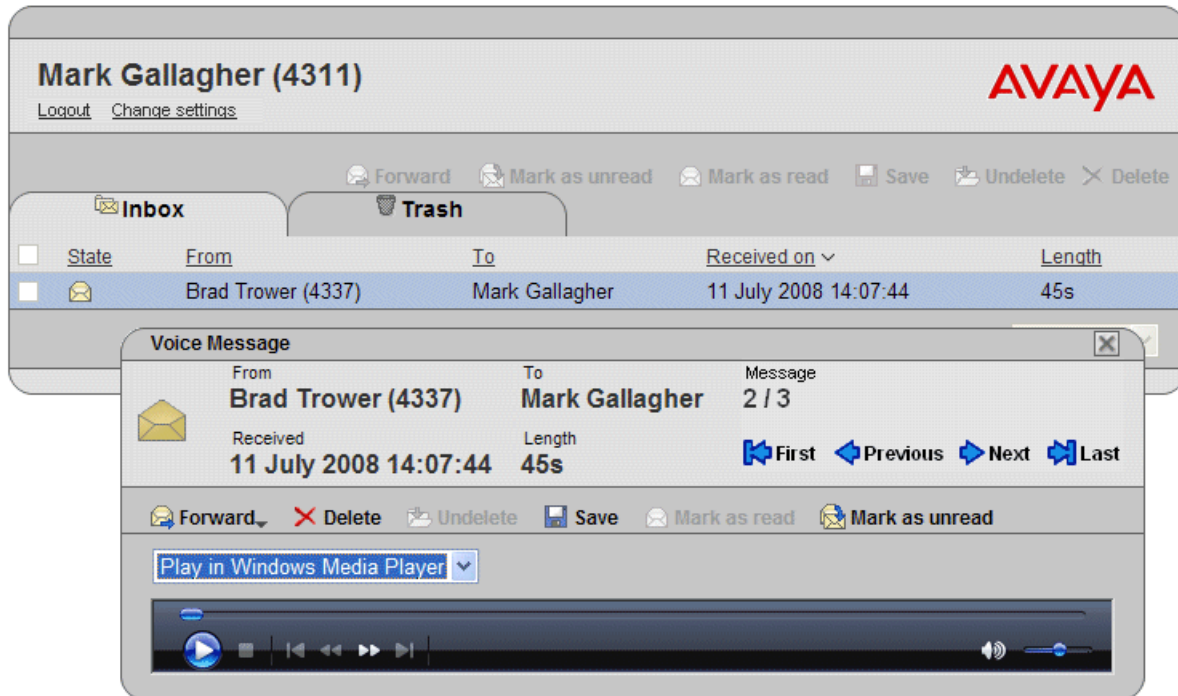 Mark Gallagher (4311)
AVAYA
Logout Change settings
Forward Mark as unread Mark as read Save Undelete Delete
Inbox Trash
State From To Received on Length
Brad Trower (4337) Mark Gallagher 11 July 2008 14:07:44 45s
Voice Message
From To Message
Brad Trower (4337) Mark Gallagher 2 / 3
Received Length
11 July 2008 14:07:44 45s
First Previous Next Last
Forward Delete Undelete Save Mark as read Mark as unread
Play in Windows Media Player